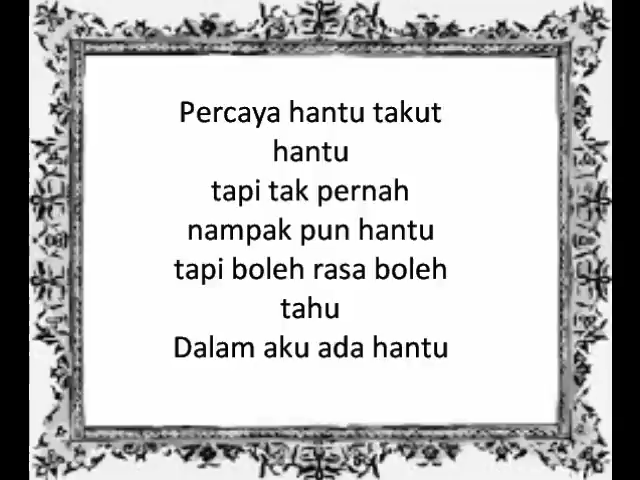 Percaya hantu takut
hantu
tapi tak pernah
nampak pun hantu
tapi boleh rasa boleh
tahu
Dalam aku ada hantu